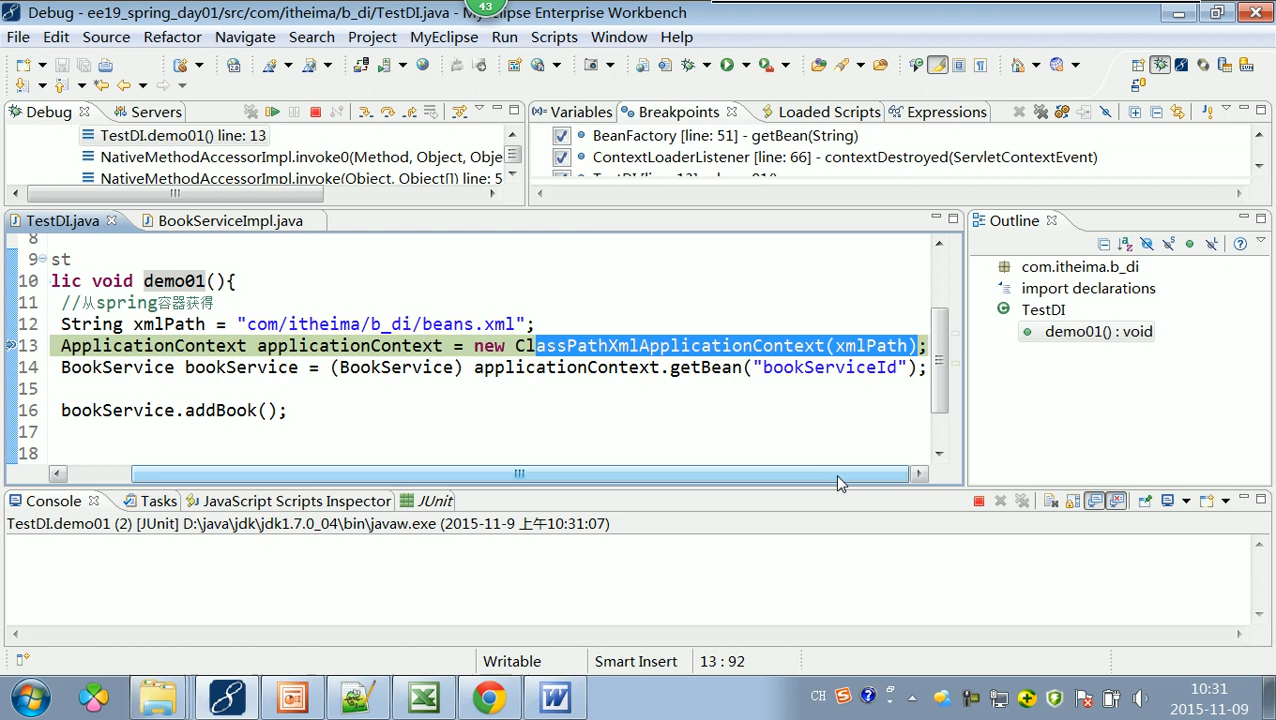 Debug - ee19_spring_day01/src/com/itheima/b_di/TestDI.java - MyEclipse Enterprise Workbench
43
File Edit Source Refactor Navigate Search Project MyEclipse Run Scripts Window Help
Debug Servers
TestDI.demo01() line: 13
NativeMethodAccessorImpl.invoke0(Method, Object, Obje
NativeMethodAccessorImpl.invoke(Object, Object[]) line: 5
Variables Breakpoints Loaded Scripts Expressions
BeanFactory [line: 51] - getBean(String)
ContextLoaderListener [line: 66] - contextDestroyed(ServletContextEvent)
TestDI.java BookServiceImpl.java
8
9 st
10 lic void demo01(){
11 //从spring容器获得
12 String xmlPath = "com/itheima/b_di/beans.xml";
13 ApplicationContext applicationContext = new ClassPathXmlApplicationContext(xmlPath);
14 BookService bookService = (BookService) applicationContext.getBean("bookServiceId");
15
16 bookService.addBook();
17
18
Outline
com.itheima.b_di
import declarations
TestDI
demo01() : void
Console Tasks JavaScript Scripts Inspector JUnit
TestDI.demo01 (2) [JUnit] D:\java\jdk\jdk1.7.0_04\bin\javaw.exe (2015-11-9 上午10:31:07)
Writable Smart Insert 13 : 92
CH
10:31
2015-11-09